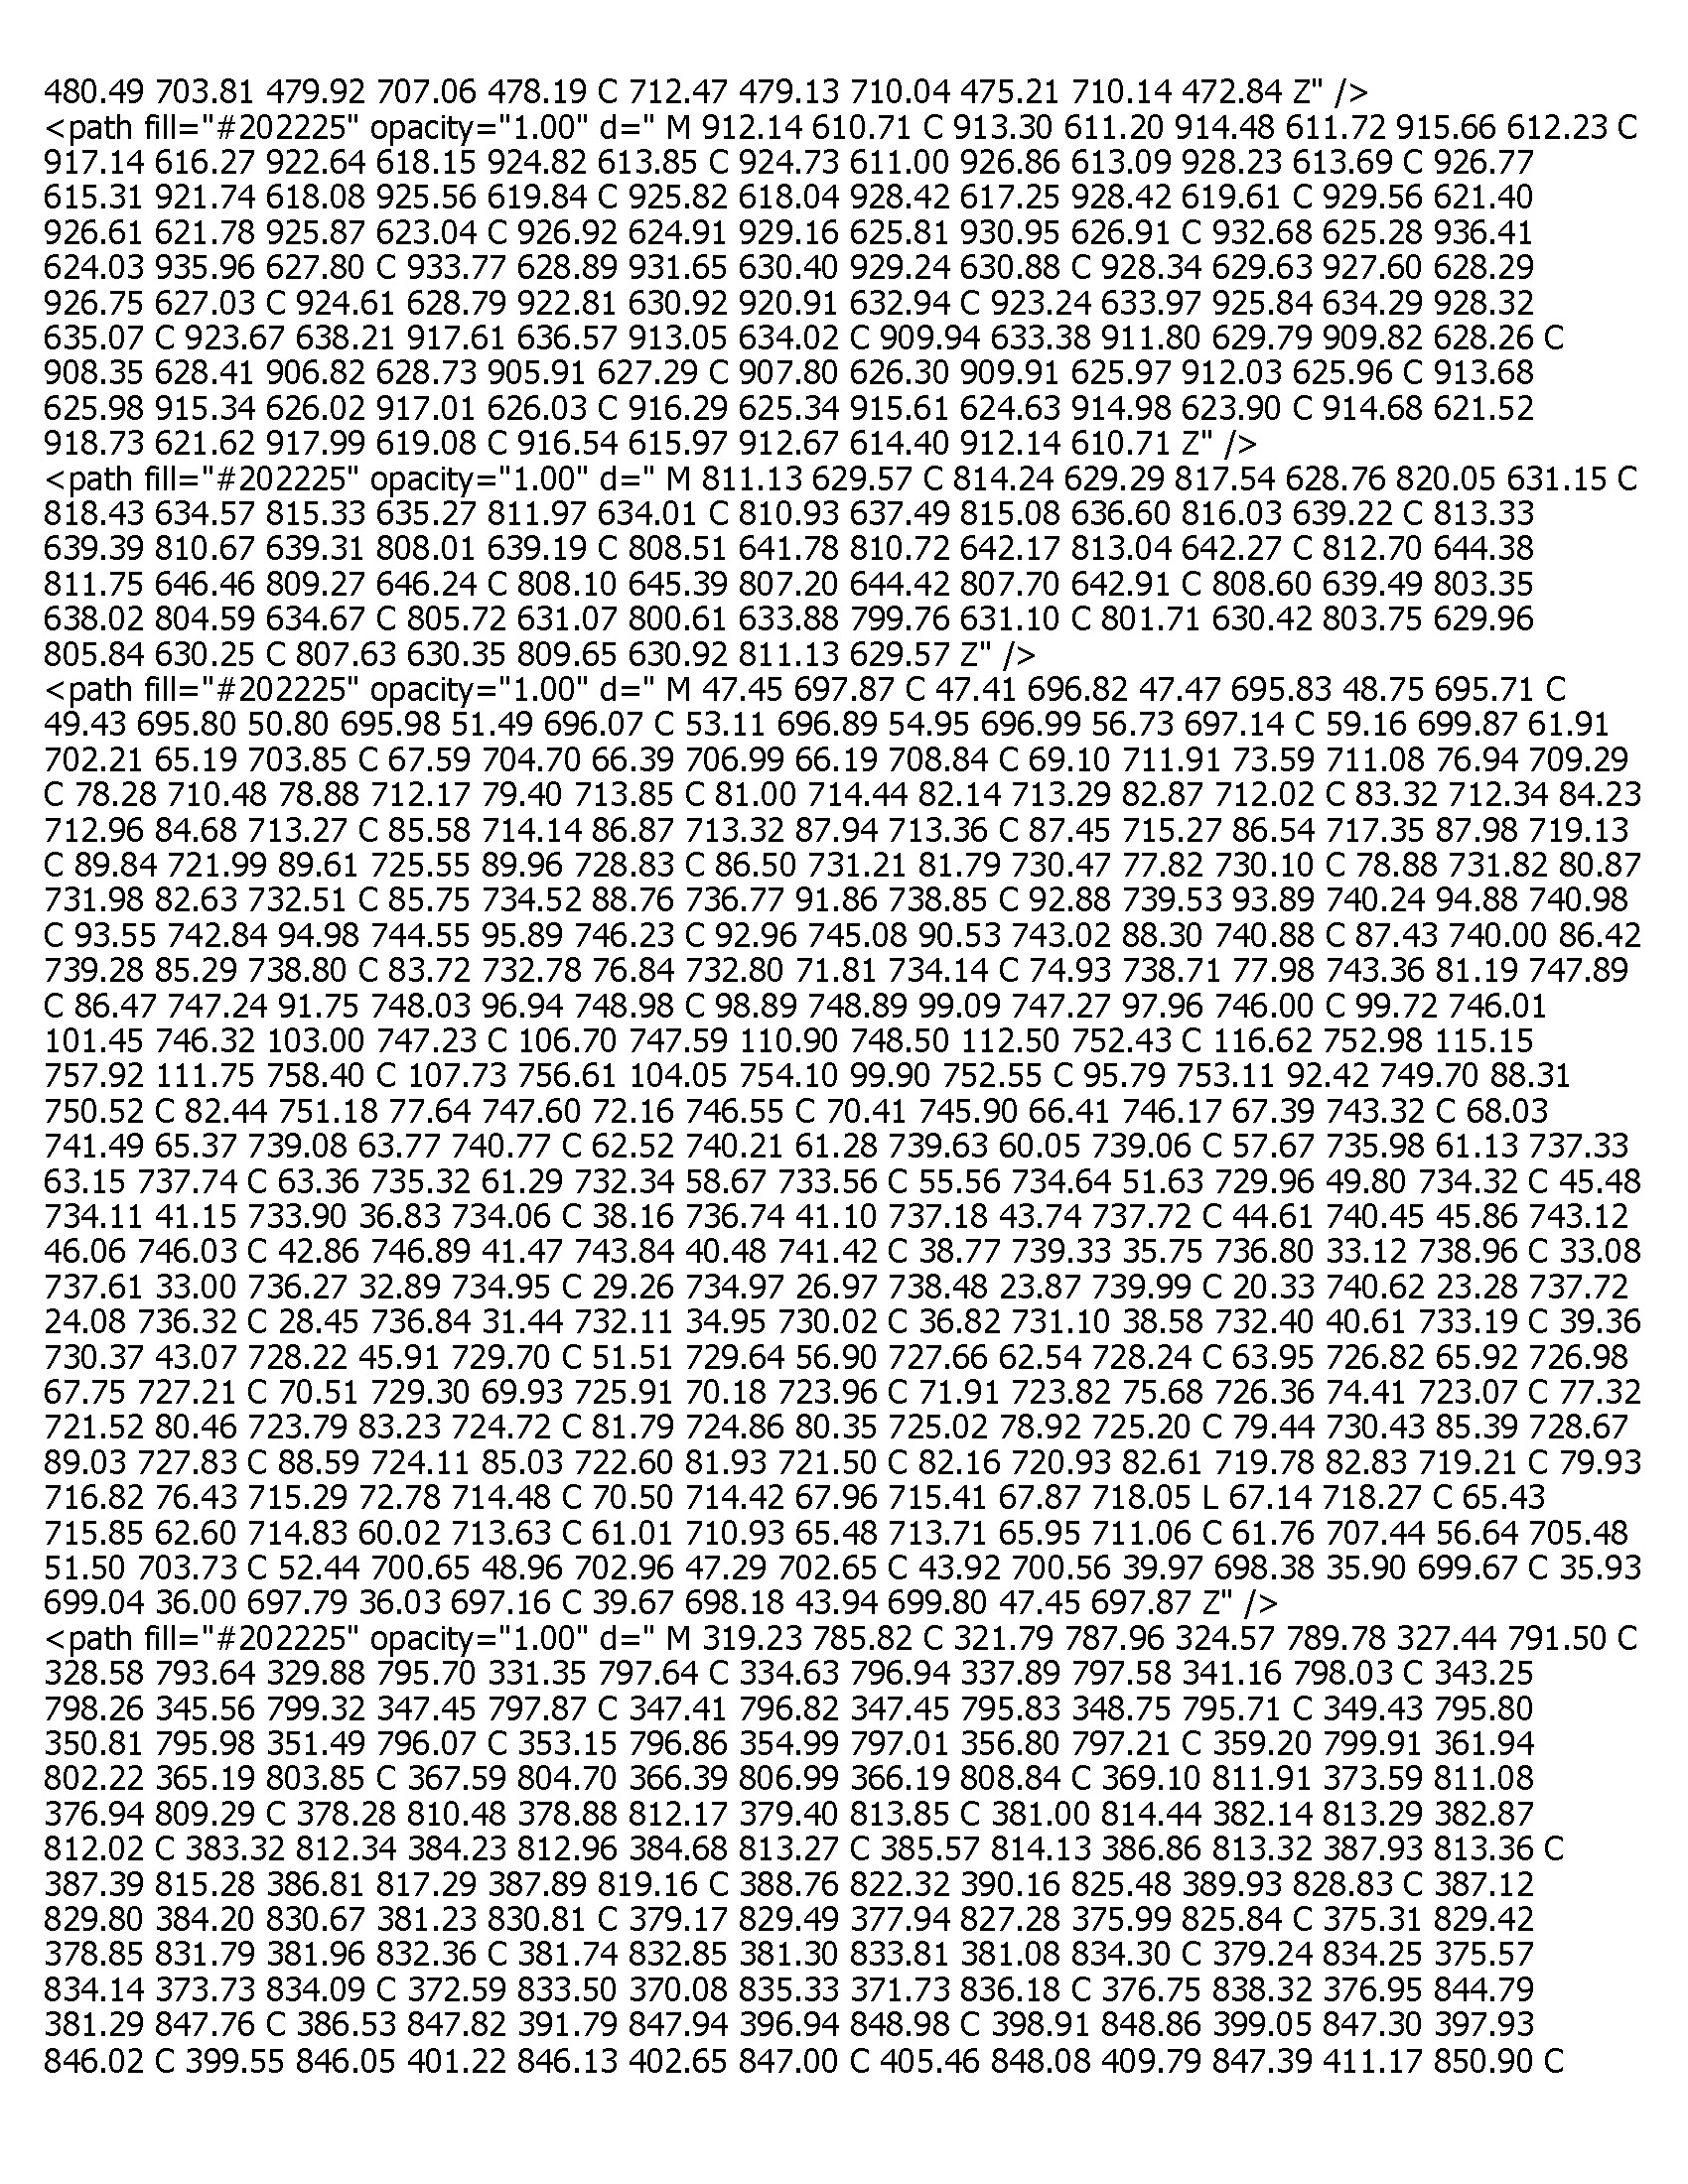 480.49 703.81 479.92 707.06 478.19 C 712.47 479.13 710.04 475.21 710.14 472.84 Z" />
<path fill="#202225" opacity="1.00" d=" M 912.14 610.71 C 913.30 611.20 914.48 611.72 915.66 612.23 C
917.14 616.27 922.64 618.15 924.82 613.85 C 924.73 611.00 926.86 613.09 928.23 613.69 C 926.77
615.31 921.74 618.08 925.56 619.84 C 925.82 618.04 928.42 617.25 928.42 619.61 C 929.56 621.40
926.61 621.78 925.87 623.04 C 926.92 624.91 929.16 625.81 930.95 626.91 C 932.68 625.28 936.41
624.03 935.96 627.80 C 933.77 628.89 931.65 630.40 929.24 630.88 C 928.34 629.63 927.60 628.29
926.75 627.03 C 924.61 628.79 922.81 630.92 920.91 632.94 C 923.24 633.97 925.84 634.29 928.32
635.07 C 923.67 638.21 917.61 636.57 913.05 634.02 C 909.94 633.38 911.80 629.79 909.82 628.26 C
908.35 628.41 906.82 628.73 905.91 627.29 C 907.80 626.30 909.91 625.97 912.03 625.96 C 913.68
625.98 915.34 626.02 917.01 626.03 C 916.29 625.34 915.61 624.63 914.98 623.90 C 914.68 621.52
918.73 621.62 917.99 619.08 C 916.54 615.97 912.67 614.40 912.14 610.71 Z" />
<path fill="#202225" opacity="1.00" d=" M 811.13 629.57 C 814.24 629.29 817.54 628.76 820.05 631.15 C
818.43 634.57 815.33 635.27 811.97 634.01 C 810.93 637.49 815.08 636.60 816.03 639.22 C 813.33
639.39 810.67 639.31 808.01 639.19 C 808.51 641.78 810.72 642.17 813.04 642.27 C 812.70 644.38
811.75 646.46 809.27 646.24 C 808.10 645.39 807.20 644.42 807.70 642.91 C 808.60 639.49 803.35
638.02 804.59 634.67 C 805.72 631.07 800.61 633.88 799.76 631.10 C 801.71 630.42 803.75 629.96
805.84 630.25 C 807.63 630.35 809.65 630.92 811.13 629.57 Z" />
<path fill="#202225" opacity="1.00" d=" M 47.45 697.87 C 47.41 696.82 47.47 695.83 48.75 695.71 C
49.43 695.80 50.80 695.98 51.49 696.07 C 53.11 696.89 54.95 696.99 56.73 697.14 C 59.16 699.87 61.91
702.21 65.19 703.85 C 67.59 704.70 66.39 706.99 66.19 708.84 C 69.10 711.91 73.59 711.08 76.94 709.29
C 78.28 710.48 78.88 712.17 79.40 713.85 C 81.00 714.44 82.14 713.29 82.87 712.02 C 83.32 712.34 84.23
712.96 84.68 713.27 C 85.58 714.14 86.87 713.32 87.94 713.36 C 87.45 715.27 86.54 717.35 87.98 719.13
C 89.84 721.99 89.61 725.55 89.96 728.83 C 86.50 731.21 81.79 730.47 77.82 730.10 C 78.88 731.82 80.87
731.98 82.63 732.51 C 85.75 734.52 88.76 736.77 91.86 738.85 C 92.88 739.53 93.89 740.24 94.88 740.98
C 93.55 742.84 94.98 744.55 95.89 746.23 C 92.96 745.08 90.53 743.02 88.30 740.88 C 87.43 740.00 86.42
739.28 85.29 738.80 C 83.72 732.78 76.84 732.80 71.81 734.14 C 74.93 738.71 77.98 743.36 81.19 747.89
C 86.47 747.24 91.75 748.03 96.94 748.98 C 98.89 748.89 99.09 747.27 97.96 746.00 C 99.72 746.01
101.45 746.32 103.00 747.23 C 106.70 747.59 110.90 748.50 112.50 752.43 C 116.62 752.98 115.15
757.92 111.75 758.40 C 107.73 756.61 104.05 754.10 99.90 752.55 C 95.79 753.11 92.42 749.70 88.31
750.52 C 82.44 751.18 77.64 747.60 72.16 746.55 C 70.41 745.90 66.41 746.17 67.39 743.32 C 68.03
741.49 65.37 739.08 63.77 740.77 C 62.52 740.21 61.28 739.63 60.05 739.06 C 57.67 735.98 61.13 737.33
63.15 737.74 C 63.36 735.32 61.29 732.34 58.67 733.56 C 55.56 734.64 51.63 729.96 49.80 734.32 C 45.48
734.11 41.15 733.90 36.83 734.06 C 38.16 736.74 41.10 737.18 43.74 737.72 C 44.61 740.45 45.86 743.12
46.06 746.03 C 42.86 746.89 41.47 743.84 40.48 741.42 C 38.77 739.33 35.75 736.80 33.12 738.96 C 33.08
737.61 33.00 736.27 32.89 734.95 C 29.26 734.97 26.97 738.48 23.87 739.99 C 20.33 740.62 23.28 737.72
24.08 736.32 C 28.45 736.84 31.44 732.11 34.95 730.02 C 36.82 731.10 38.58 732.40 40.61 733.19 C 39.36
730.37 43.07 728.22 45.91 729.70 C 51.51 729.64 56.90 727.66 62.54 728.24 C 63.95 726.82 65.92 726.98
67.75 727.21 C 70.51 729.30 69.93 725.91 70.18 723.96 C 71.91 723.82 75.68 726.36 74.41 723.07 C 77.32
721.52 80.46 723.79 83.23 724.72 C 81.79 724.86 80.35 725.02 78.92 725.20 C 79.44 730.43 85.39 728.67
89.03 727.83 C 88.59 724.11 85.03 722.60 81.93 721.50 C 82.16 720.93 82.61 719.78 82.83 719.21 C 79.93
716.82 76.43 715.29 72.78 714.48 C 70.50 714.42 67.96 715.41 67.87 718.05 L 67.14 718.27 C 65.43
715.85 62.60 714.83 60.02 713.63 C 61.01 710.93 65.48 713.71 65.95 711.06 C 61.76 707.44 56.64 705.48
51.50 703.73 C 52.44 700.65 48.96 702.96 47.29 702.65 C 43.92 700.56 39.97 698.38 35.90 699.67 C 35.93
699.04 36.00 697.79 36.03 697.16 C 39.67 698.18 43.94 699.80 47.45 697.87 Z" />
<path fill="#202225" opacity="1.00" d=" M 319.23 785.82 C 321.79 787.96 324.57 789.78 327.44 791.50 C
328.58 793.64 329.88 795.70 331.35 797.64 C 334.63 796.94 337.89 797.58 341.16 798.03 C 343.25
798.26 345.56 799.32 347.45 797.87 C 347.41 796.82 347.45 795.83 348.75 795.71 C 349.43 795.80
350.81 795.98 351.49 796.07 C 353.15 796.86 354.99 797.01 356.80 797.21 C 359.20 799.91 361.94
802.22 365.19 803.85 C 367.59 804.70 366.39 806.99 366.19 808.84 C 369.10 811.91 373.59 811.08
376.94 809.29 C 378.28 810.48 378.88 812.17 379.40 813.85 C 381.00 814.44 382.14 813.29 382.87
812.02 C 383.32 812.34 384.23 812.96 384.68 813.27 C 385.57 814.13 386.86 813.32 387.93 813.36 C
387.39 815.28 386.81 817.29 387.89 819.16 C 388.76 822.32 390.16 825.48 389.93 828.83 C 387.12
829.80 384.20 830.67 381.23 830.81 C 379.17 829.49 377.94 827.28 375.99 825.84 C 375.31 829.42
378.85 831.79 381.96 832.36 C 381.74 832.85 381.30 833.81 381.08 834.30 C 379.24 834.25 375.57
834.14 373.73 834.09 C 372.59 833.50 370.08 835.33 371.73 836.18 C 376.75 838.32 376.95 844.79
381.29 847.76 C 386.53 847.82 391.79 847.94 396.94 848.98 C 398.91 848.86 399.05 847.30 397.93
846.02 C 399.55 846.05 401.22 846.13 402.65 847.00 C 405.46 848.08 409.79 847.39 411.17 850.90 C